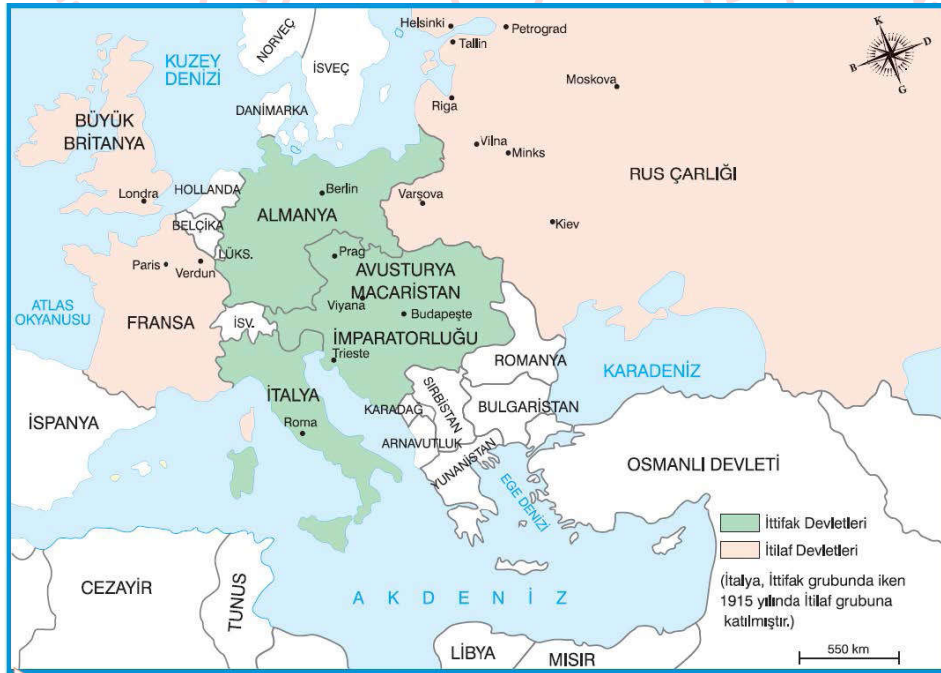 Helsinki
Petrograd
NORVEÇ
Tallin
KUZEY
DENİZİ
İSVEÇ
K
D
B
G
Moskova
DANİMARKA
Riga
BÜYÜK
BRİTANYA
Vilna
Minks
RUS ÇARLIĞI
Londra
HOLLANDA
Berlin
Varşova
ALMANYA
Kiev
BELÇİKA
LÜKS.
Prag
Paris
Verdun
AVUSTURYA
MACARİSTAN
Viyana
Budapeşte
ATLAS
OKYANUSU
FRANSA
İSV.
İMPARATORLUĞU
Trieste
ROMANYA
KARADENİZ
İTALYA
SIRBİSTAN
KARADAĞ
BULGARİSTAN
İSPANYA
Roma
ARNAVUTLUK
YUNANİSTAN
OSMANLI DEVLETİ
EGE DENİZİ
İttifak Devletleri
İtilaf Devletleri
(İtalya, İttifak grubunda iken
1915 yılında İtilaf grubuna
katılmıştır.)
CEZAYİR
TUNUS
AKDENİZ
LİBYA
MISIR
550 km